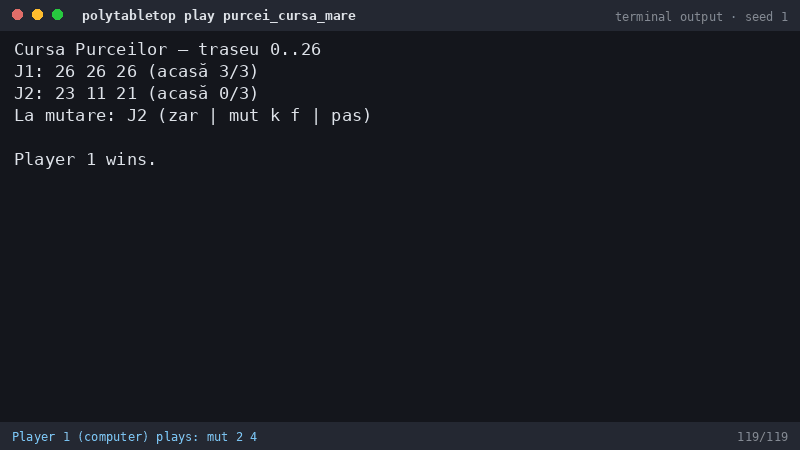 polytabletop play purcei_cursa_mare
terminal output · seed 1
Cursa Purceilor — traseu 0..26
J1: 26 26 26 (acasă 3/3)
J2: 23 11 21 (acasă 0/3)
La mutare: J2 (zar | mut k f | pas)
Player 1 wins.
Player 1 (computer) plays: mut 2 4
119/119